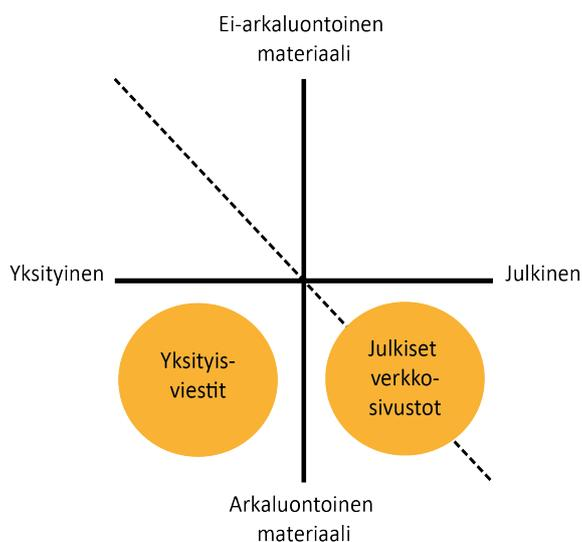 Ei-arkaluontoinen
materiaali
Yksityinen
Julkinen
Yksityis-
viestit
Julkiset
verkko-
sivustot
Arkaluontoinen
materiaali